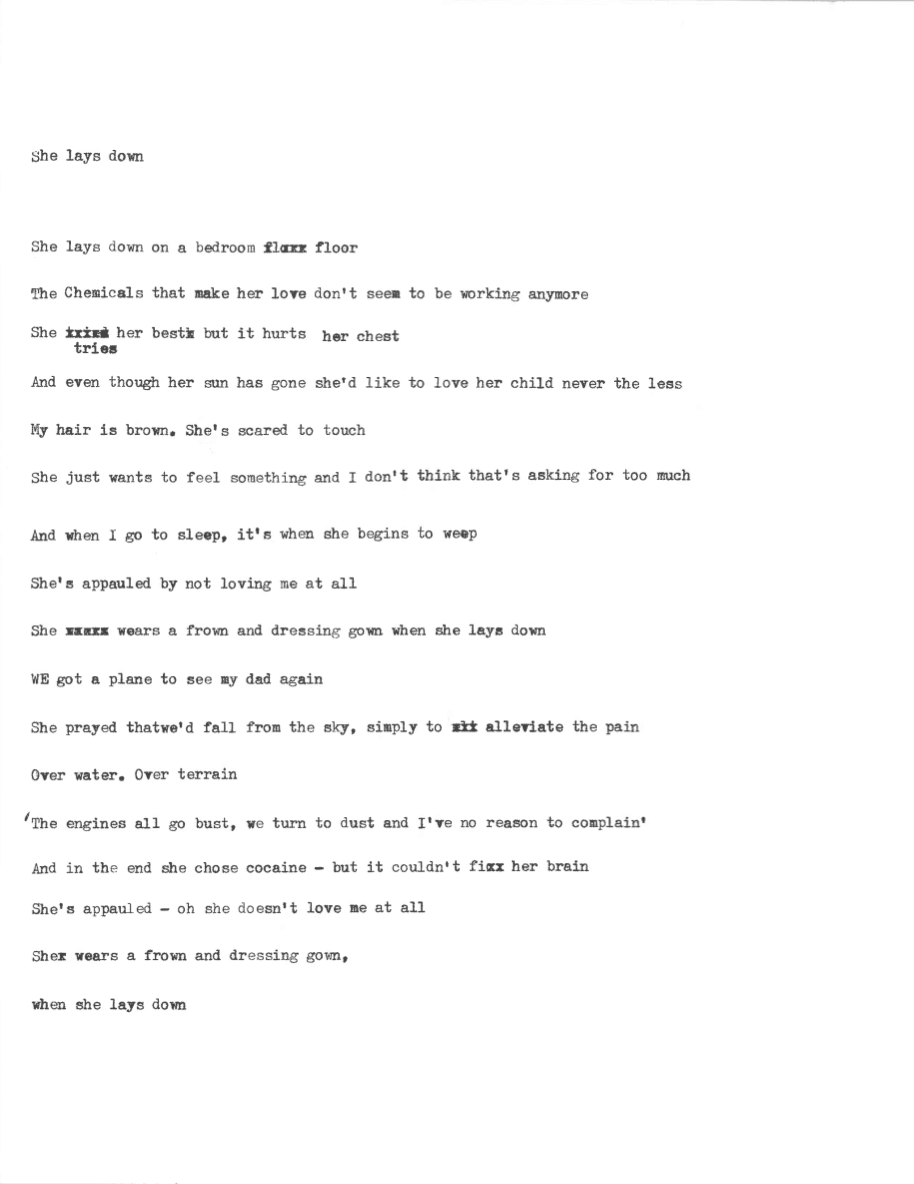 She lays down
She lays down on a bedroom floor
The Chemicals that make her love don't seem to be working anymore
She her best but it hurts her chest
tries
And even though her sun has gone she'd like to love her child never the less
My hair is brown. She's scared to touch
She just wants to feel something and I don't think that's asking for too much
And when I go to sleep, it's when she begins to weep
She's appauled by not loving me at all
She wears a frown and dressing gown when she lays down
WE got a plane to see my dad again
She prayed thatwe'd fall from the sky, simply to alleviate the pain
Over water. Over terrain
'The engines all go bust, we turn to dust and I've no reason to complain'
And in the end she chose cocaine - but it couldn't fix her brain
She's appauled - oh she doesn't love me at all
She wears a frown and dressing gown,
when she lays down